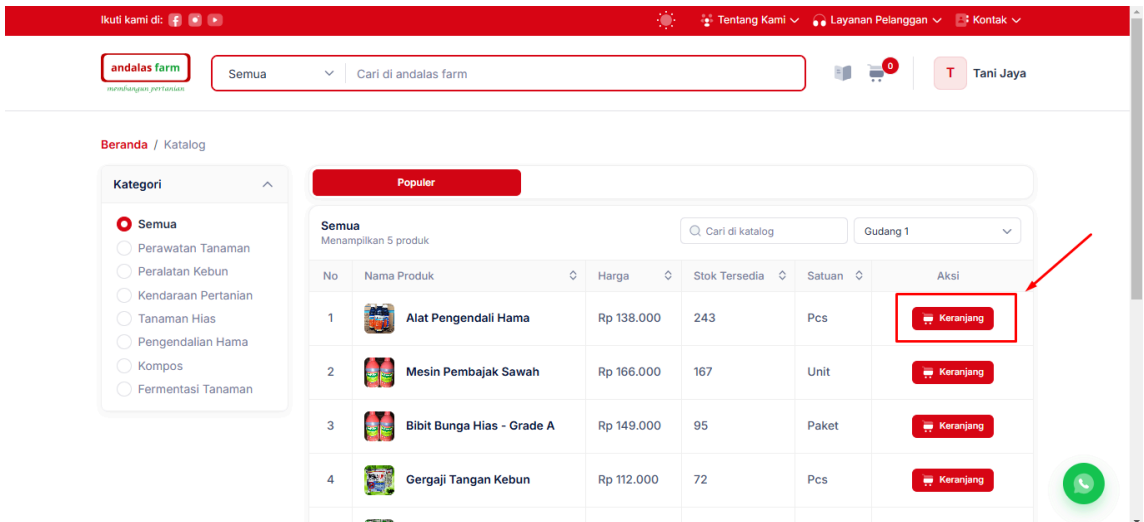 Ikuti kami di:
Tentang Kami
Layanan Pelanggan
Kontak
andalas farm
membangun pertanian
Semua
Cari di andalas farm
0
T
Tani Jaya
Beranda / Katalog
Kategori
Semua
Perawatan Tanaman
Peralatan Kebun
Kendaraan Pertanian
Tanaman Hias
Pengendalian Hama
Kompos
Fermentasi Tanaman
Populer
Semua
Menampilkan 5 produk
Cari di katalog
Gudang 1
No Nama Produk Harga Stok Tersedia Satuan Aksi
1 Alat Pengendali Hama Rp 138.000 243 Pcs Keranjang
2 Mesin Pembajak Sawah Rp 166.000 167 Unit Keranjang
3 Bibit Bunga Hias - Grade A Rp 149.000 95 Paket Keranjang
4 Gergaji Tangan Kebun Rp 112.000 72 Pcs Keranjang